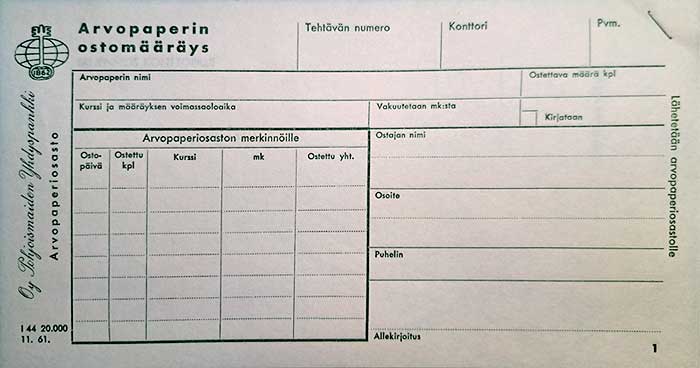 Arvopaperin
ostomääräys
Tehtävän numero
Konttori
Pvm.
1862
Arvopaperin nimi
Ostettava määrä kpl
Kurssi ja määräyksen voimassaoloaika
Vakuutetaan mk:sta
Kirjataan
Arvopaperiosaston merkinnöille
Osto-
päivä
Ostettu
kpl
Kurssi
mk
Ostettu yht.
Ostajan nimi
Osoite
Puhelin
Allekirjoitus
Oy Pohjoismaiden Yhdyspankki
Arvopaperiosasto
Lähetetään arvopaperiosastolle
I 44 20.000
11. 61.
1